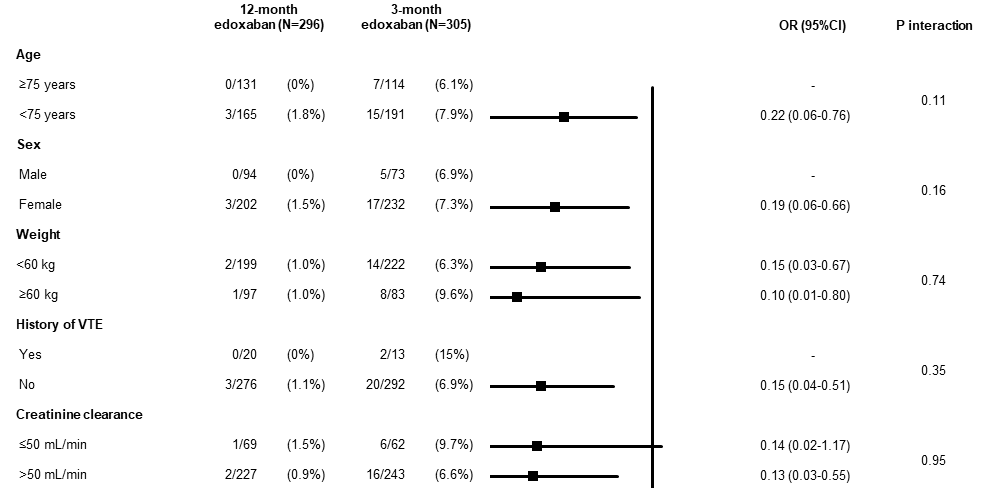 12-month edoxaban (N=296) 3-month edoxaban (N=305) OR (95%CI) P interaction
Age
≥75 years 0/131 (0%) 7/114 (6.1%) - 0.11
<75 years 3/165 (1.8%) 15/191 (7.9%) 0.22 (0.06-0.76)
Sex
Male 0/94 (0%) 5/73 (6.9%) - 0.16
Female 3/202 (1.5%) 17/232 (7.3%) 0.19 (0.06-0.66)
Weight
<60 kg 2/199 (1.0%) 14/222 (6.3%) 0.15 (0.03-0.67) 0.74
≥60 kg 1/97 (1.0%) 8/83 (9.6%) 0.10 (0.01-0.80)
History of VTE
Yes 0/20 (0%) 2/13 (15%) - 0.35
No 3/276 (1.1%) 20/292 (6.9%) 0.15 (0.04-0.51)
Creatinine clearance
≤50 mL/min 1/69 (1.5%) 6/62 (9.7%) 0.14 (0.02-1.17) 0.95
>50 mL/min 2/227 (0.9%) 16/243 (6.6%) 0.13 (0.03-0.55)